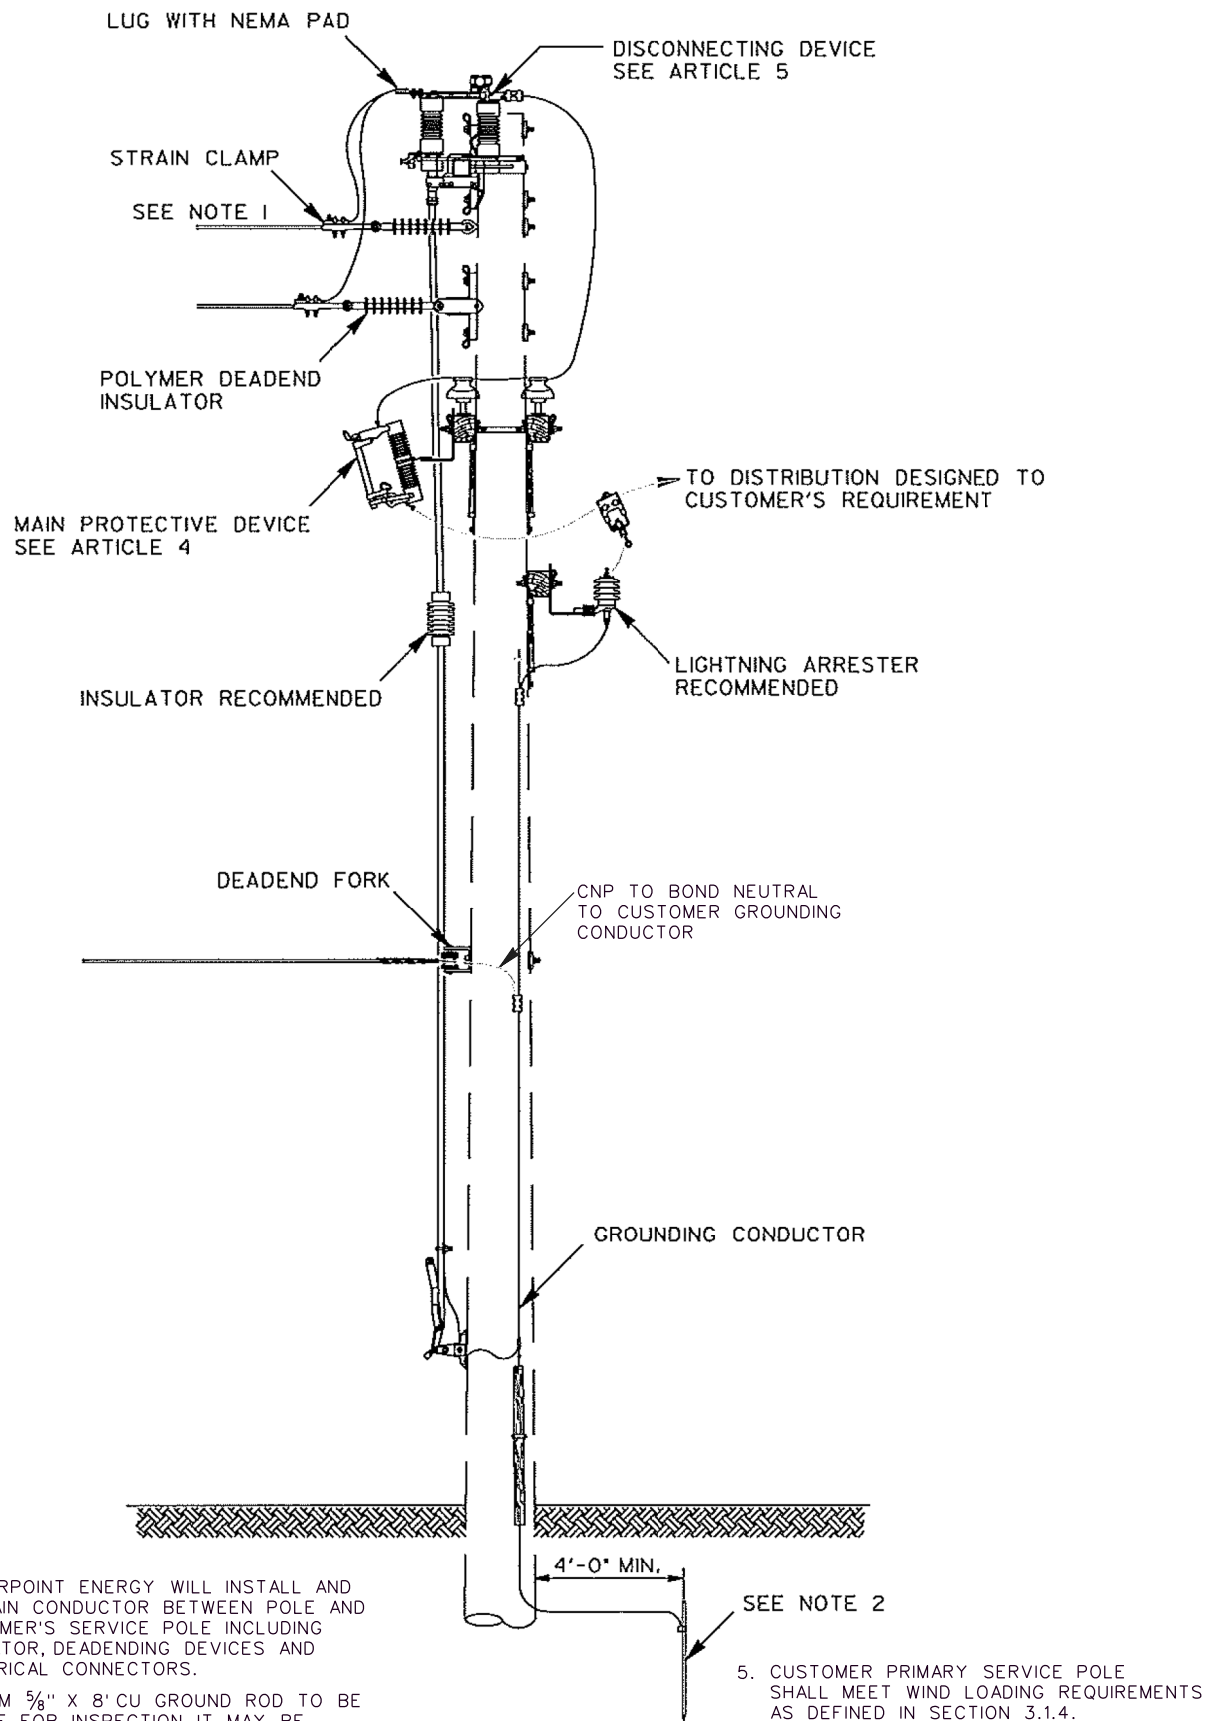 LUG WITH NEMA PAD
DISCONNECTING DEVICE
SEE ARTICLE 5
STRAIN CLAMP
SEE NOTE 1
POLYMER DEADEND
INSULATOR
TO DISTRIBUTION DESIGNED TO
CUSTOMER'S REQUIREMENT
MAIN PROTECTIVE DEVICE
SEE ARTICLE 4
LIGHTNING ARRESTER
RECOMMENDED
INSULATOR RECOMMENDED
DEADEND FORK
CNP TO BOND NEUTRAL
TO CUSTOMER GROUNDING
CONDUCTOR
GROUNDING CONDUCTOR
4'-0" MIN.
SEE NOTE 2
RPOINT ENERGY WILL INSTALL AND
AIN CONDUCTOR BETWEEN POLE AND
MER'S SERVICE POLE INCLUDING
TOR, DEADENDING DEVICES AND
RICAL CONNECTORS.
M ⅝" X 8' CU GROUND ROD TO BE
FOR INSPECTION IT MAY BE
5. CUSTOMER PRIMARY SERVICE POLE
SHALL MEET WIND LOADING REQUIREMENTS
AS DEFINED IN SECTION 3.1.4.